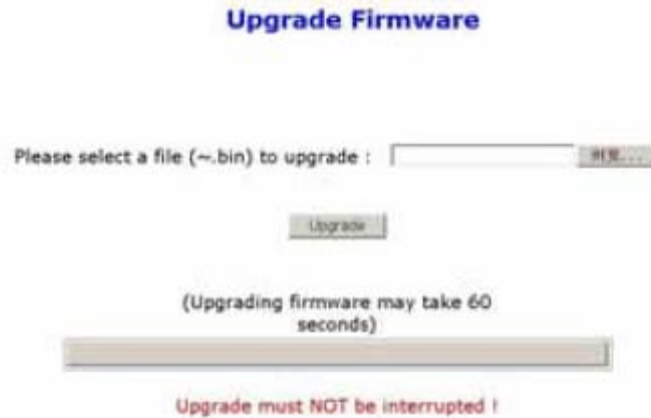 Upgrade Firmware
Please select a file (~.bin) to upgrade :
Upgrade
(Upgrading firmware may take 60
seconds)
Upgrade must NOT be interrupted !